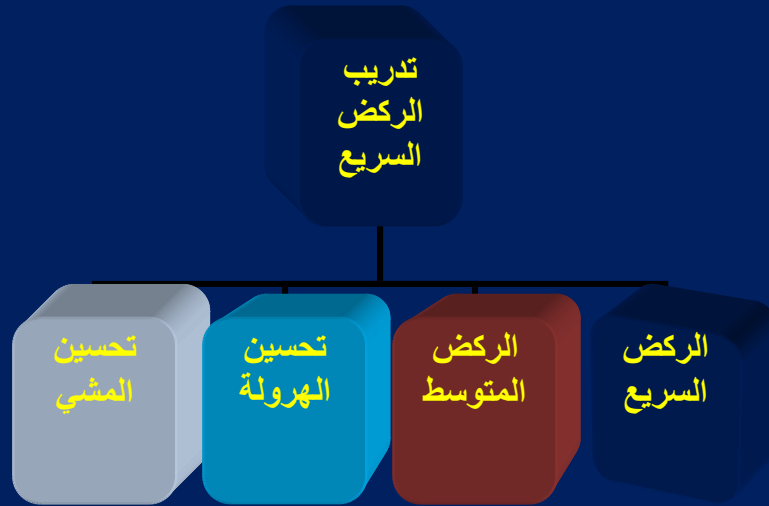 تدريب
الركض
السريع
الركض
السريع
الركض
المتوسط
تحسين
الهرولة
تحسين
المشي